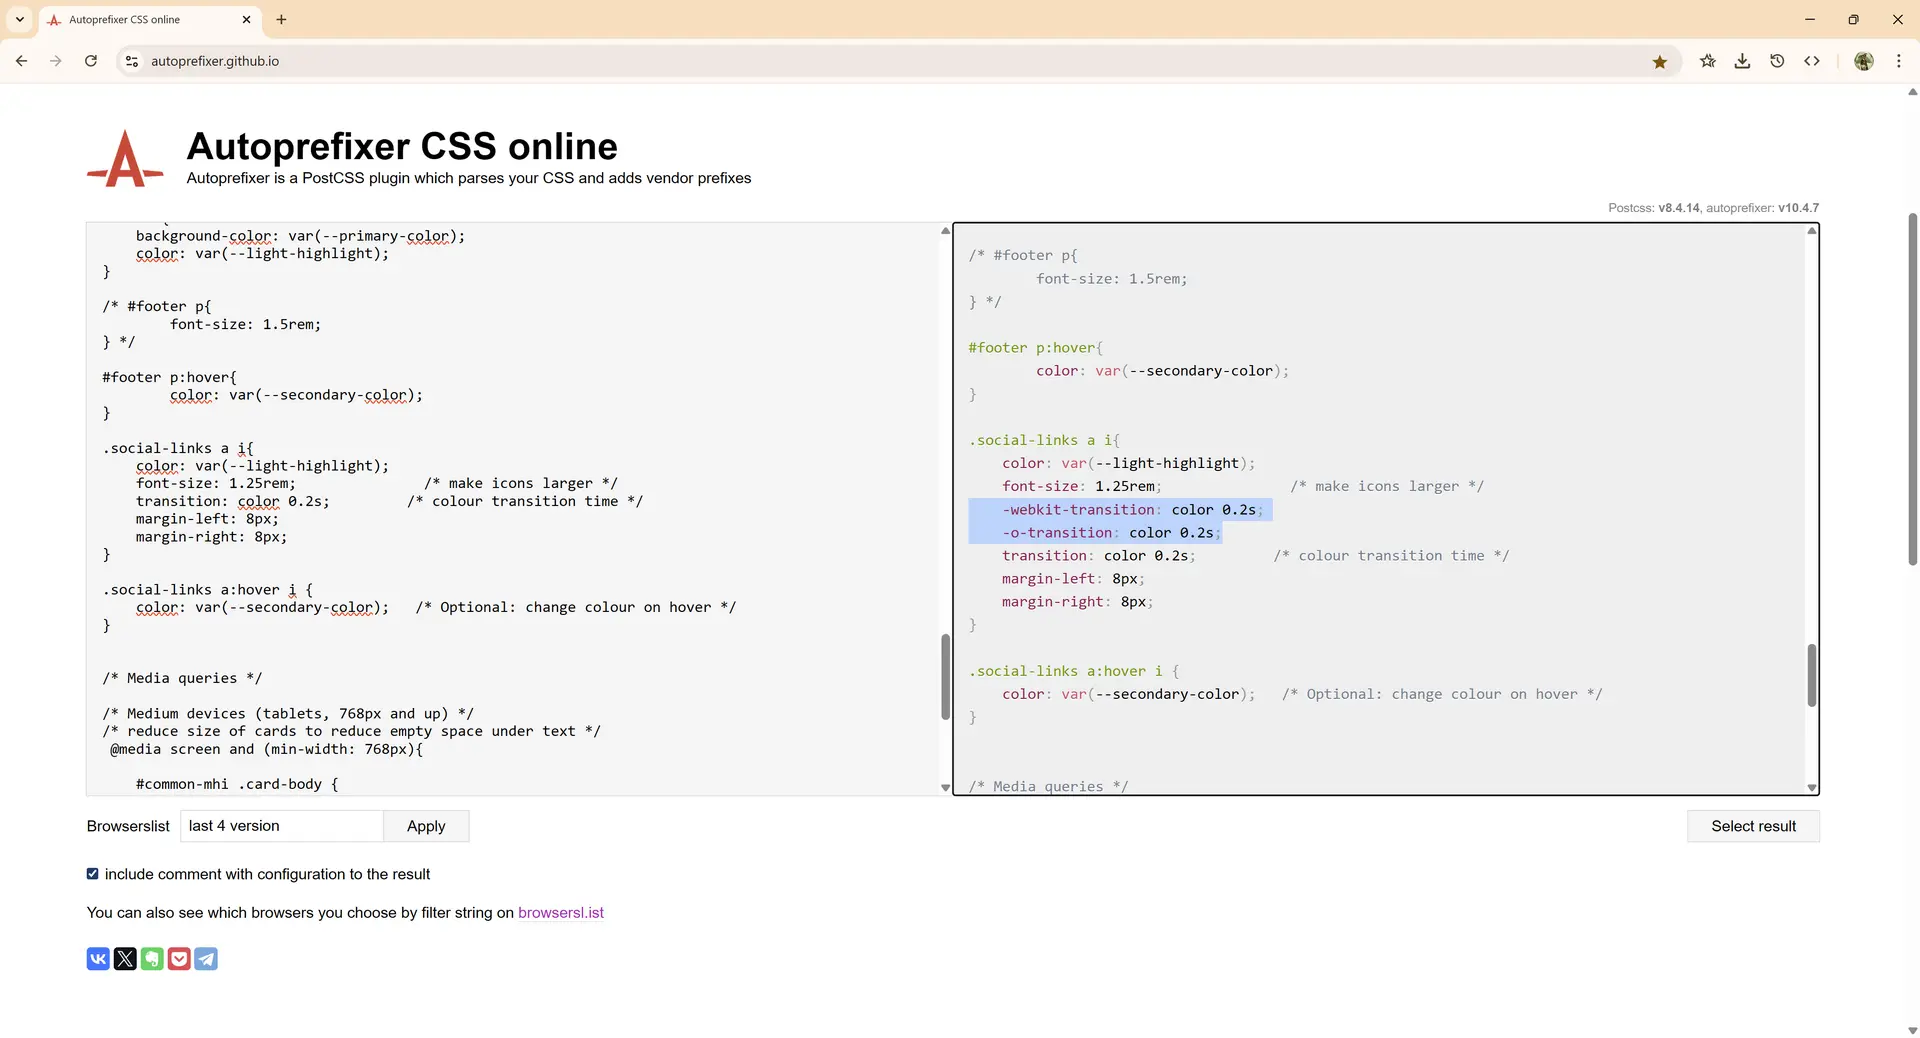 Autoprefixer CSS online
autoprefixer.github.io
Autoprefixer CSS online
Autoprefixer is a PostCSS plugin which parses your CSS and adds vendor prefixes
Postcss: v8.4.14, autoprefixer: v10.4.7
background-color: var(--primary-color);
color: var(--light-highlight);
}
/* #footer p{
font-size: 1.5rem;
} */
#footer p:hover{
color: var(--secondary-color);
}
.social-links a i{
color: var(--light-highlight);
font-size: 1.25rem; /* make icons larger */
transition: color 0.2s; /* colour transition time */
margin-left: 8px;
margin-right: 8px;
}
.social-links a:hover i {
color: var(--secondary-color); /* Optional: change colour on hover */
}
/* Media queries */
/* Medium devices (tablets, 768px and up) */
/* reduce size of cards to reduce empty space under text */
@media screen and (min-width: 768px){
#common-mhi .card-body {
/* #footer p{
font-size: 1.5rem;
} */
#footer p:hover{
color: var(--secondary-color);
}
.social-links a i{
color: var(--light-highlight);
font-size: 1.25rem; /* make icons larger */
-webkit-transition: color 0.2s;
-o-transition: color 0.2s;
transition: color 0.2s; /* colour transition time */
margin-left: 8px;
margin-right: 8px;
}
.social-links a:hover i {
color: var(--secondary-color); /* Optional: change colour on hover */
}
/* Media queries */
Browserslist
last 4 version
Apply
Select result
include comment with configuration to the result
You can also see which browsers you choose by filter string on browsersl.ist